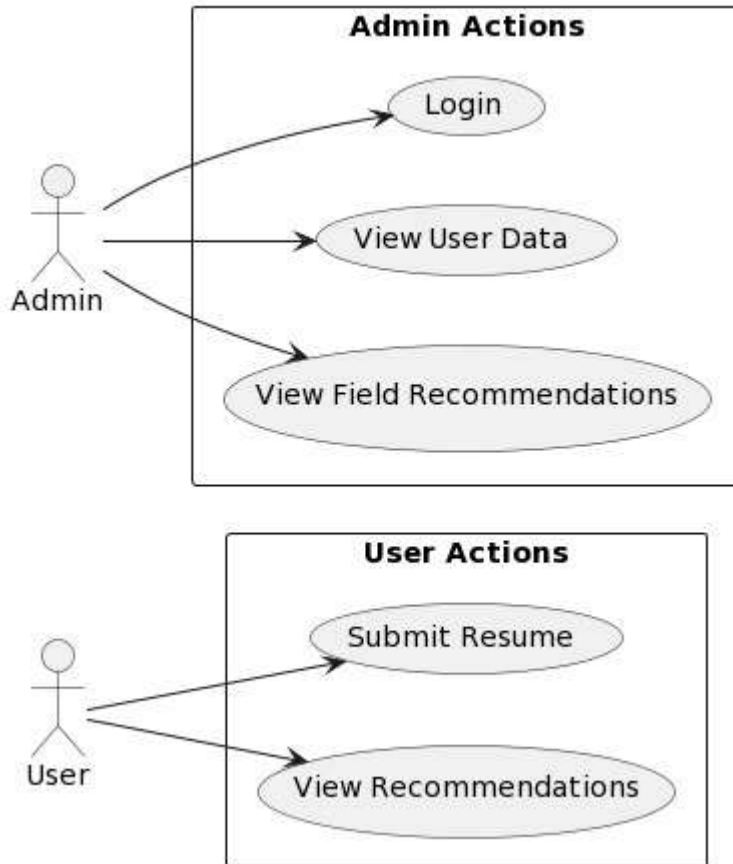 Admin Actions
Login
View User Data
Admin
View Field Recommendations
User Actions
Submit Resume
User
View Recommendations